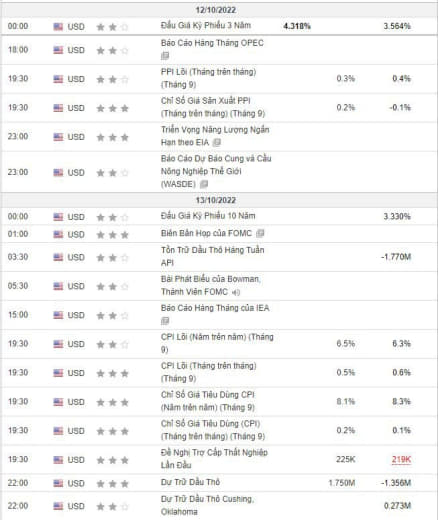 12/10/2022
00:00 USD Đấu Giá Kỳ Phiếu 3 Năm 4.318% 3.564%
18:00 USD Báo Cáo Hàng Tháng OPEC
19:30 USD PPI Lõi (Tháng trên tháng) 0.3% 0.4%
(Tháng 9)
19:30 USD Chỉ Số Giá Sản Xuất PPI 0.2% -0.1%
(Tháng trên tháng) (Tháng 9)
23:00 USD Triển Vọng Năng Lượng Ngắn
Hạn theo EIA
23:00 USD Báo Cáo Dự Báo Cung và Cầu
Nông Nghiệp Thế Giới
(WASDE)
13/10/2022
00:00 USD Đấu Giá Kỳ Phiếu 10 Năm 3.330%
01:00 USD Biên Bản Họp của FOMC
03:30 USD Tồn Trữ Dầu Thô Hàng Tuần -1.770M
API
05:30 USD Bài Phát Biểu của Bowman,
Thành Viên FOMC
15:00 USD Báo Cáo Hàng Tháng của IEA
19:30 USD CPI Lõi (Năm trên năm) (Tháng 6.5% 6.3%
9)
19:30 USD CPI Lõi (Tháng trên tháng) 0.5% 0.6%
(Tháng 9)
19:30 USD Chỉ Số Giá Tiêu Dùng CPI 8.1% 8.3%
(Năm trên năm) (Tháng 9)
19:30 USD Chỉ Số Giá Tiêu Dùng (CPI) 0.2% 0.1%
(Tháng trên tháng) (Tháng 9)
19:30 USD Đề Nghị Trợ Cấp Thất Nghiệp 225K 219K
Lần Đầu
22:00 USD Dự Trữ Dầu Thô 1.750M -1.356M
22:00 USD Dự Trữ Dầu Thô Cushing, 0.273M
Oklahoma